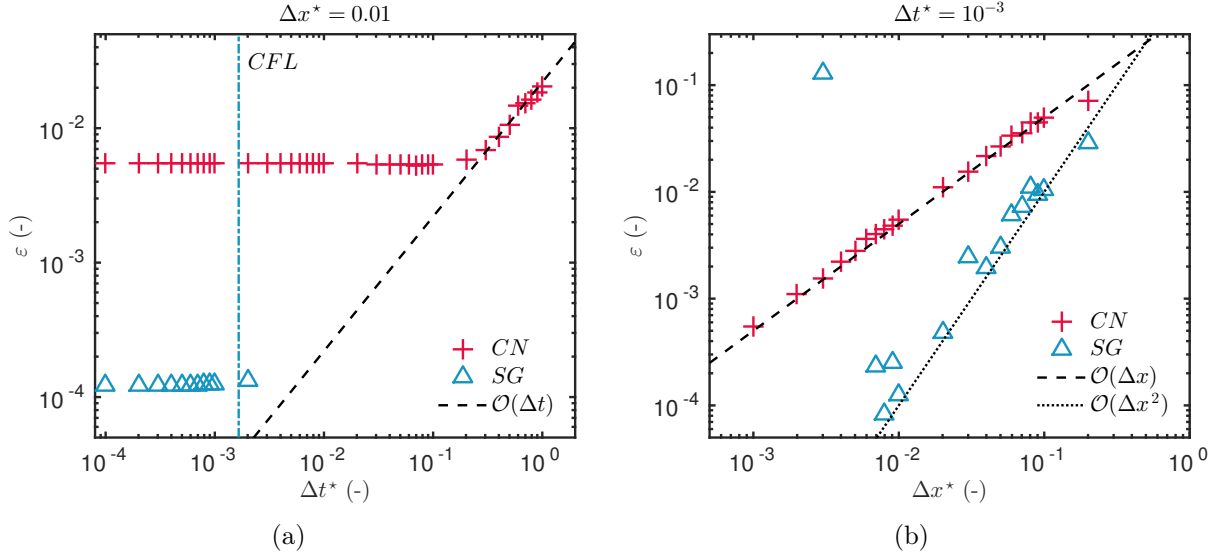 Δx⋆ = 0.01
10⁻²
10⁻³
10⁻⁴
ε (-)
CFL
CN
SG
O(Δt)
10⁻⁴ 10⁻³ 10⁻² 10⁻¹ 10⁰
Δt⋆ (-)
(a)
Δt⋆ = 10⁻³
10⁻¹
10⁻²
10⁻³
10⁻⁴
ε (-)
CN
SG
O(Δx)
O(Δx²)
10⁻³ 10⁻² 10⁻¹ 10⁰
Δx⋆ (-)
(b)